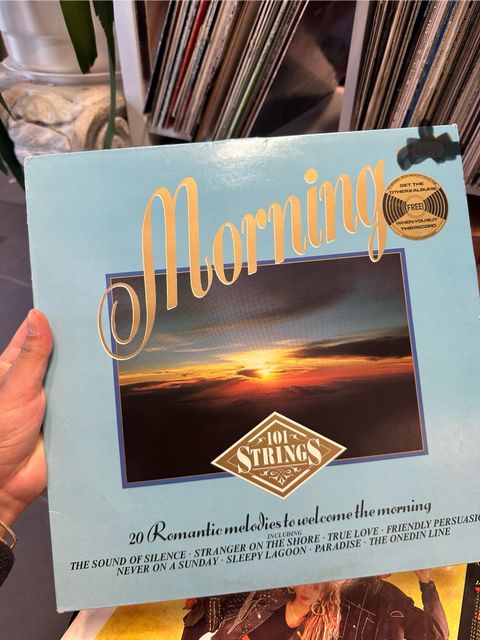 Morning
GET THE
OTHER 2 ALBUMS
FREE!
WHEN YOU BUY
THIS RECORD
101
STRINGS
20 Romantic melodies to welcome the morning
INCLUDING
THE SOUND OF SILENCE · STRANGER ON THE SHORE · TRUE LOVE · FRIENDLY PERSUASIO
NEVER ON A SUNDAY · SLEEPY LAGOON · PARADISE · THE ONEDIN LINE